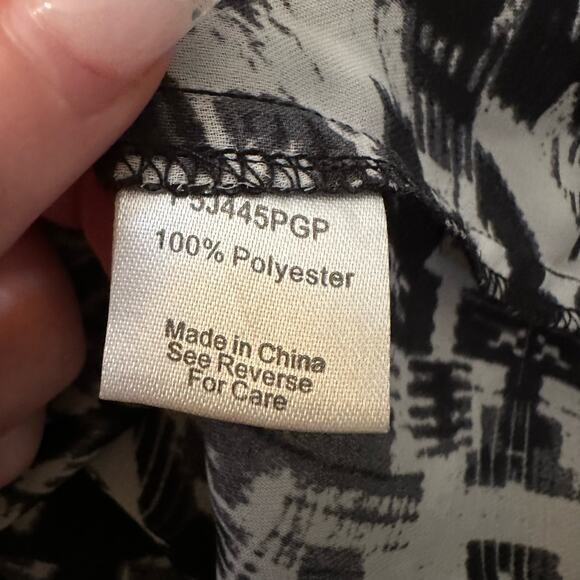 P5J445PGP
100% Polyester
Made in China
See Reverse
For Care